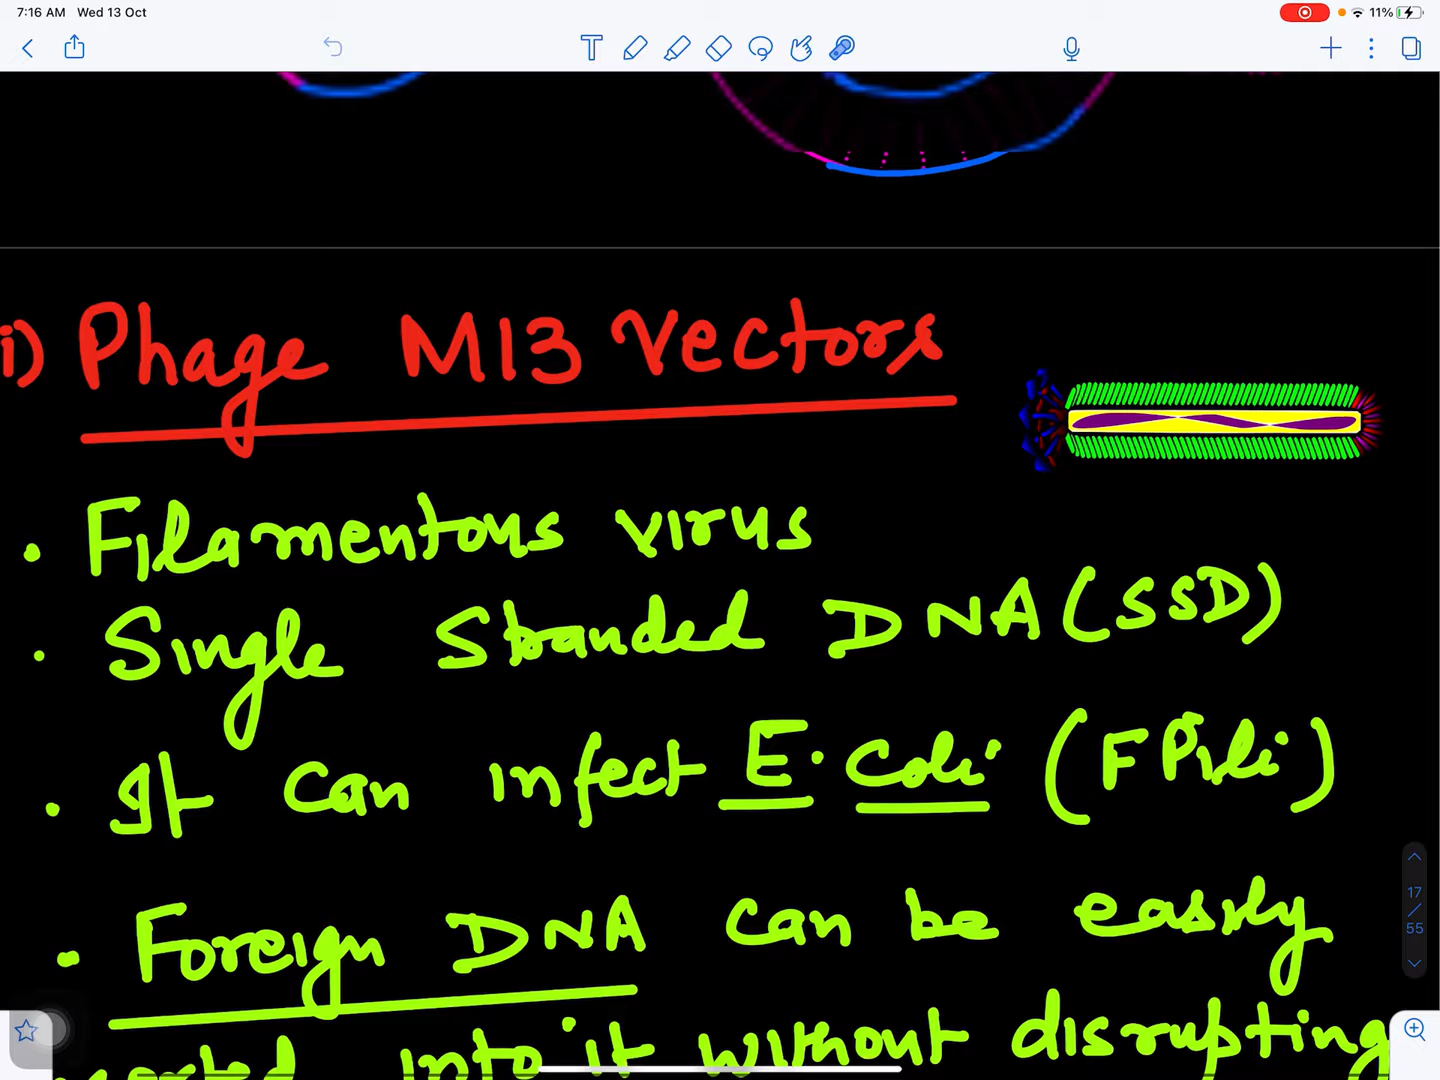 7:16 AM Wed 13 Oct 11%
i) Phage M13 Vectors
• Filamentous virus
• Single Stranded DNA (SSD)
• It can infect E. coli (F Pili)
• Foreign DNA can be easily
into it without disrupting
17
/
55